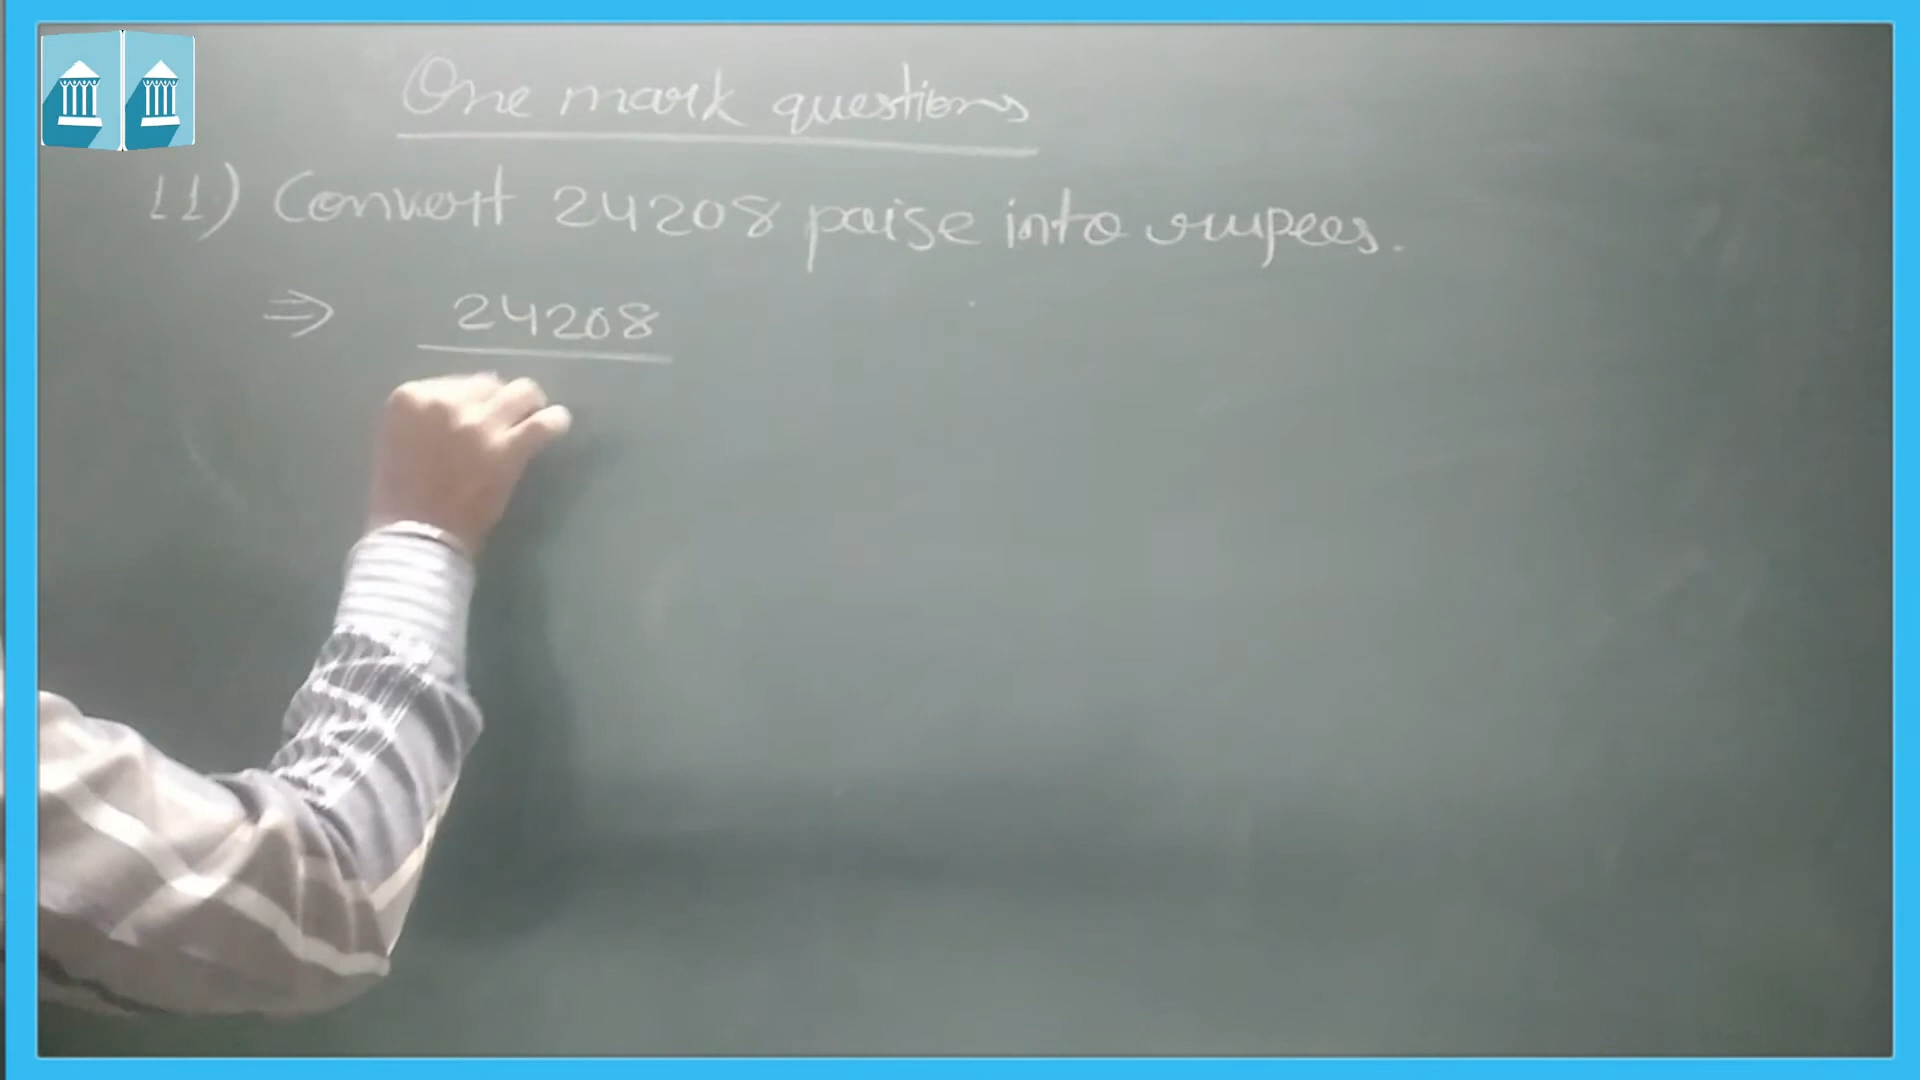 One mark questions
11) Convert 24208 paise into rupees.
⇒ 24208